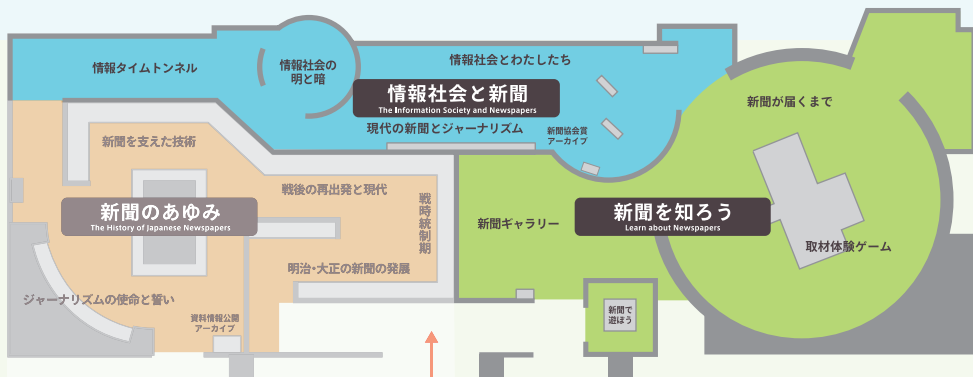 情報タイムトンネル
情報社会の
明と暗
情報社会とわたしたち
情報社会と新聞
The Information Society and Newspapers
現代の新聞とジャーナリズム
新聞協会賞
アーカイブ
新聞が届くまで
新聞を支えた技術
戦後の再出発と現代
戦時統制期
新聞のあゆみ
The History of Japanese Newspapers
明治・大正の新聞の発展
ジャーナリズムの使命と誓い
資料情報公開
アーカイブ
新聞ギャラリー
新聞を知ろう
Learn about Newspapers
取材体験ゲーム
新聞で
遊ぼう